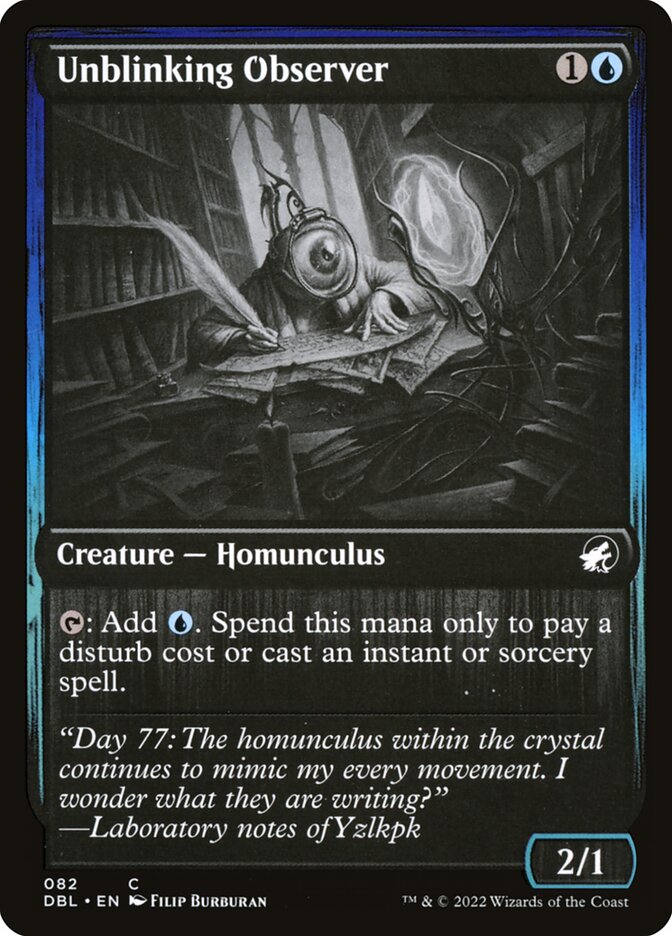 Unblinking Observer 1
Creature — Homunculus
: Add . Spend this mana only to pay a
disturb cost or cast an instant or sorcery
spell.
“Day 77: The homunculus within the crystal
continues to mimic my every movement. I
wonder what they are writing?”
—Laboratory notes of Yzlkpk
2/1
082 C
DBL • EN Filip Burburan
™ & © 2022 Wizards of the Coast